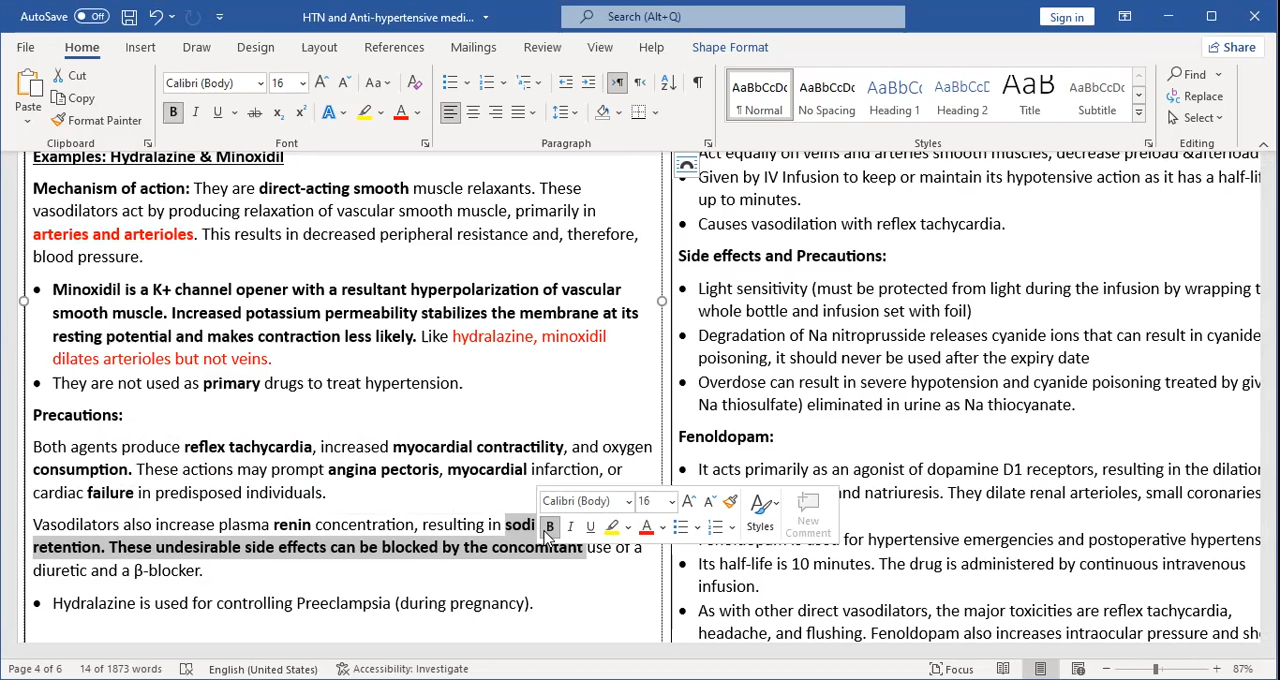 AutoSave Off
HTN and Anti-hypertensive medi...
Search (Alt+Q)
Sign in
File Home Insert Draw Design Layout References Mailings Review View Help Shape Format Share
Paste
Cut
Copy
Format Painter
Clipboard
Calibri (Body) 16
Font
Paragraph
AaBbCcDc AaBbCcDc AaBbCc AaBbCcD AaB AaBbCcD
¶ Normal No Spacing Heading 1 Heading 2 Title Subtitle
Styles
Find
Replace
Select
Editing
Examples: Hydralazine & Minoxidil
Mechanism of action: They are direct-acting smooth muscle relaxants. These
vasodilators act by producing relaxation of vascular smooth muscle, primarily in
arteries and arterioles. This results in decreased peripheral resistance and, therefore,
blood pressure.
• Minoxidil is a K+ channel opener with a resultant hyperpolarization of vascular
smooth muscle. Increased potassium permeability stabilizes the membrane at its
resting potential and makes contraction less likely. Like hydralazine, minoxidil
dilates arterioles but not veins.
• They are not used as primary drugs to treat hypertension.
Precautions:
Both agents produce reflex tachycardia, increased myocardial contractility, and oxygen
consumption. These actions may prompt angina pectoris, myocardial infarction, or
cardiac failure in predisposed individuals.
Vasodilators also increase plasma renin concentration, resulting in sodi
retention. These undesirable side effects can be blocked by the concomitant use of a
diuretic and a β-blocker.
• Hydralazine is used for controlling Preeclampsia (during pregnancy).
Act equally on veins and arteries smooth muscles, decrease preload &afterload
• Given by IV Infusion to keep or maintain its hypotensive action as it has a half-lif
up to minutes.
• Causes vasodilation with reflex tachycardia.
Side effects and Precautions:
• Light sensitivity (must be protected from light during the infusion by wrapping t
whole bottle and infusion set with foil)
• Degradation of Na nitroprusside releases cyanide ions that can result in cyanide
poisoning, it should never be used after the expiry date
• Overdose can result in severe hypotension and cyanide poisoning treated by giv
Na thiosulfate) eliminated in urine as Na thiocyanate.
Fenoldopam:
• It acts primarily as an agonist of dopamine D1 receptors, resulting in the dilation
and natriuresis. They dilate renal arterioles, small coronaries
for hypertensive emergencies and postoperative hypertens
• Its half-life is 10 minutes. The drug is administered by continuous intravenous
infusion.
• As with other direct vasodilators, the major toxicities are reflex tachycardia,
headache, and flushing. Fenoldopam also increases intraocular pressure and sh
Calibri (Body) 16
Styles
New
Comment
Page 4 of 6 14 of 1873 words English (United States) Accessibility: Investigate Focus 87%